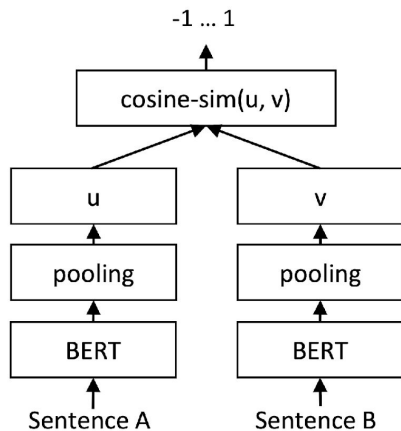 -1 ... 1
cosine-sim(u, v)
u
v
pooling
pooling
BERT
BERT
Sentence A
Sentence B